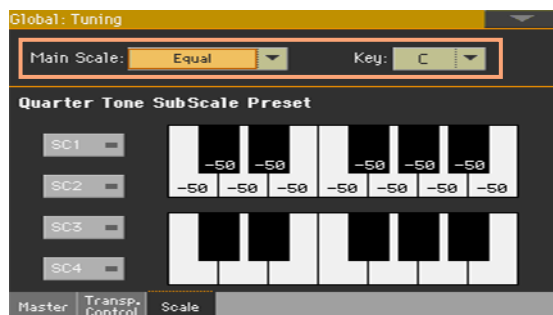 Global: Tuning
Main Scale: Equal Key: C
Quarter Tone SubScale Preset
SC1
-50 -50 -50 -50 -50
SC2
-50 -50 -50 -50 -50 -50 -50
SC3
SC4
Master Transp. Control Scale